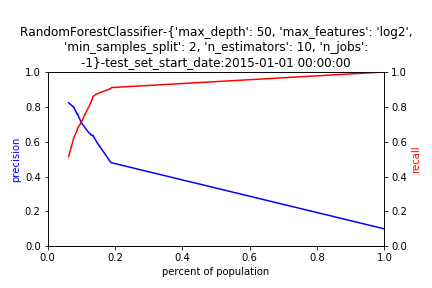 RandomForestClassifier-{'max_depth': 50, 'max_features': 'log2',
'min_samples_split': 2, 'n_estimators': 10, 'n_jobs':
-1}-test_set_start_date:2015-01-01 00:00:00
1.0 1.0
0.8 0.8
0.6 0.6
precision recall
0.4 0.4
0.2 0.2
0.0 0.0
0.0 0.2 0.4 0.6 0.8 1.0
percent of population